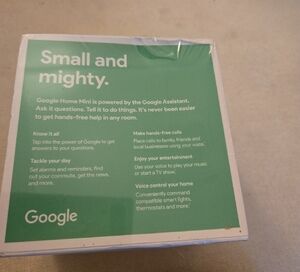 Small and
mighty.
Google Home Mini is powered by the Google Assistant.
Ask it questions. Tell it to do things. It's never been easier
to get hands-free help in any room.
Know it all
Tap into the power of Google to get
answers to your questions.
Tackle your day
Set alarms and reminders, find
out your commute, get the news,
and more.
Make hands-free calls
Place calls to family, friends and
local businesses using your voice.
Enjoy your entertainment
Use your voice to play your music
or start a TV show.
Voice control your home
Conveniently command
compatible smart lights,
thermostats and more.
Google